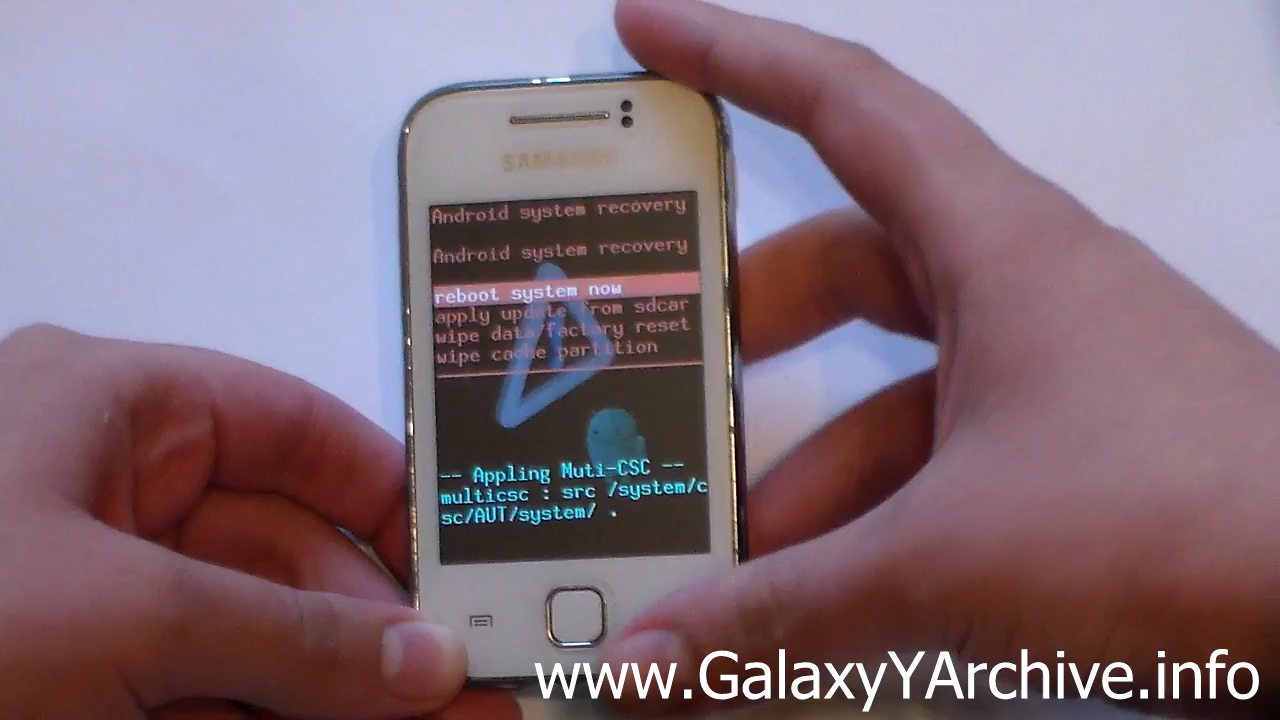 SAMSUNG
Android system recovery
Android system recovery
reboot system now
apply update from sdcar
wipe data/factory reset
wipe cache partition
-- Appling Muti-CSC --
multicsc : src /system/c
sc/AUT/system/ .
www.GalaxyYArchive.info